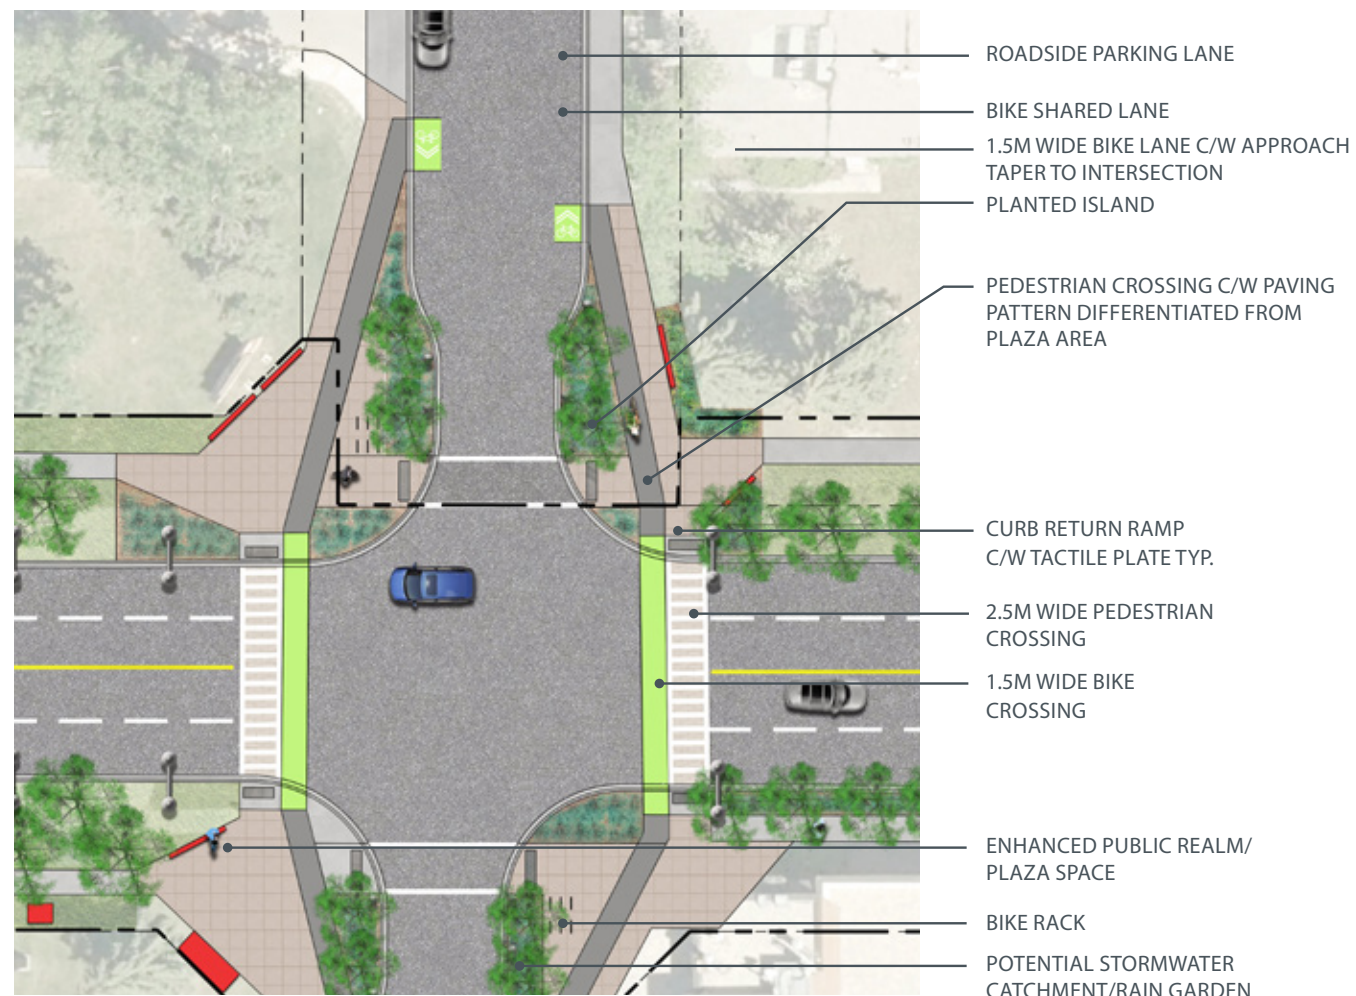 ROADSIDE PARKING LANE
BIKE SHARED LANE
1.5M WIDE BIKE LANE C/W APPROACH
TAPER TO INTERSECTION
PLANTED ISLAND
PEDESTRIAN CROSSING C/W PAVING
PATTERN DIFFERENTIATED FROM
PLAZA AREA
CURB RETURN RAMP
C/W TACTILE PLATE TYP.
2.5M WIDE PEDESTRIAN
CROSSING
1.5M WIDE BIKE
CROSSING
ENHANCED PUBLIC REALM/
PLAZA SPACE
BIKE RACK
POTENTIAL STORMWATER
CATCHMENT/RAIN GARDEN